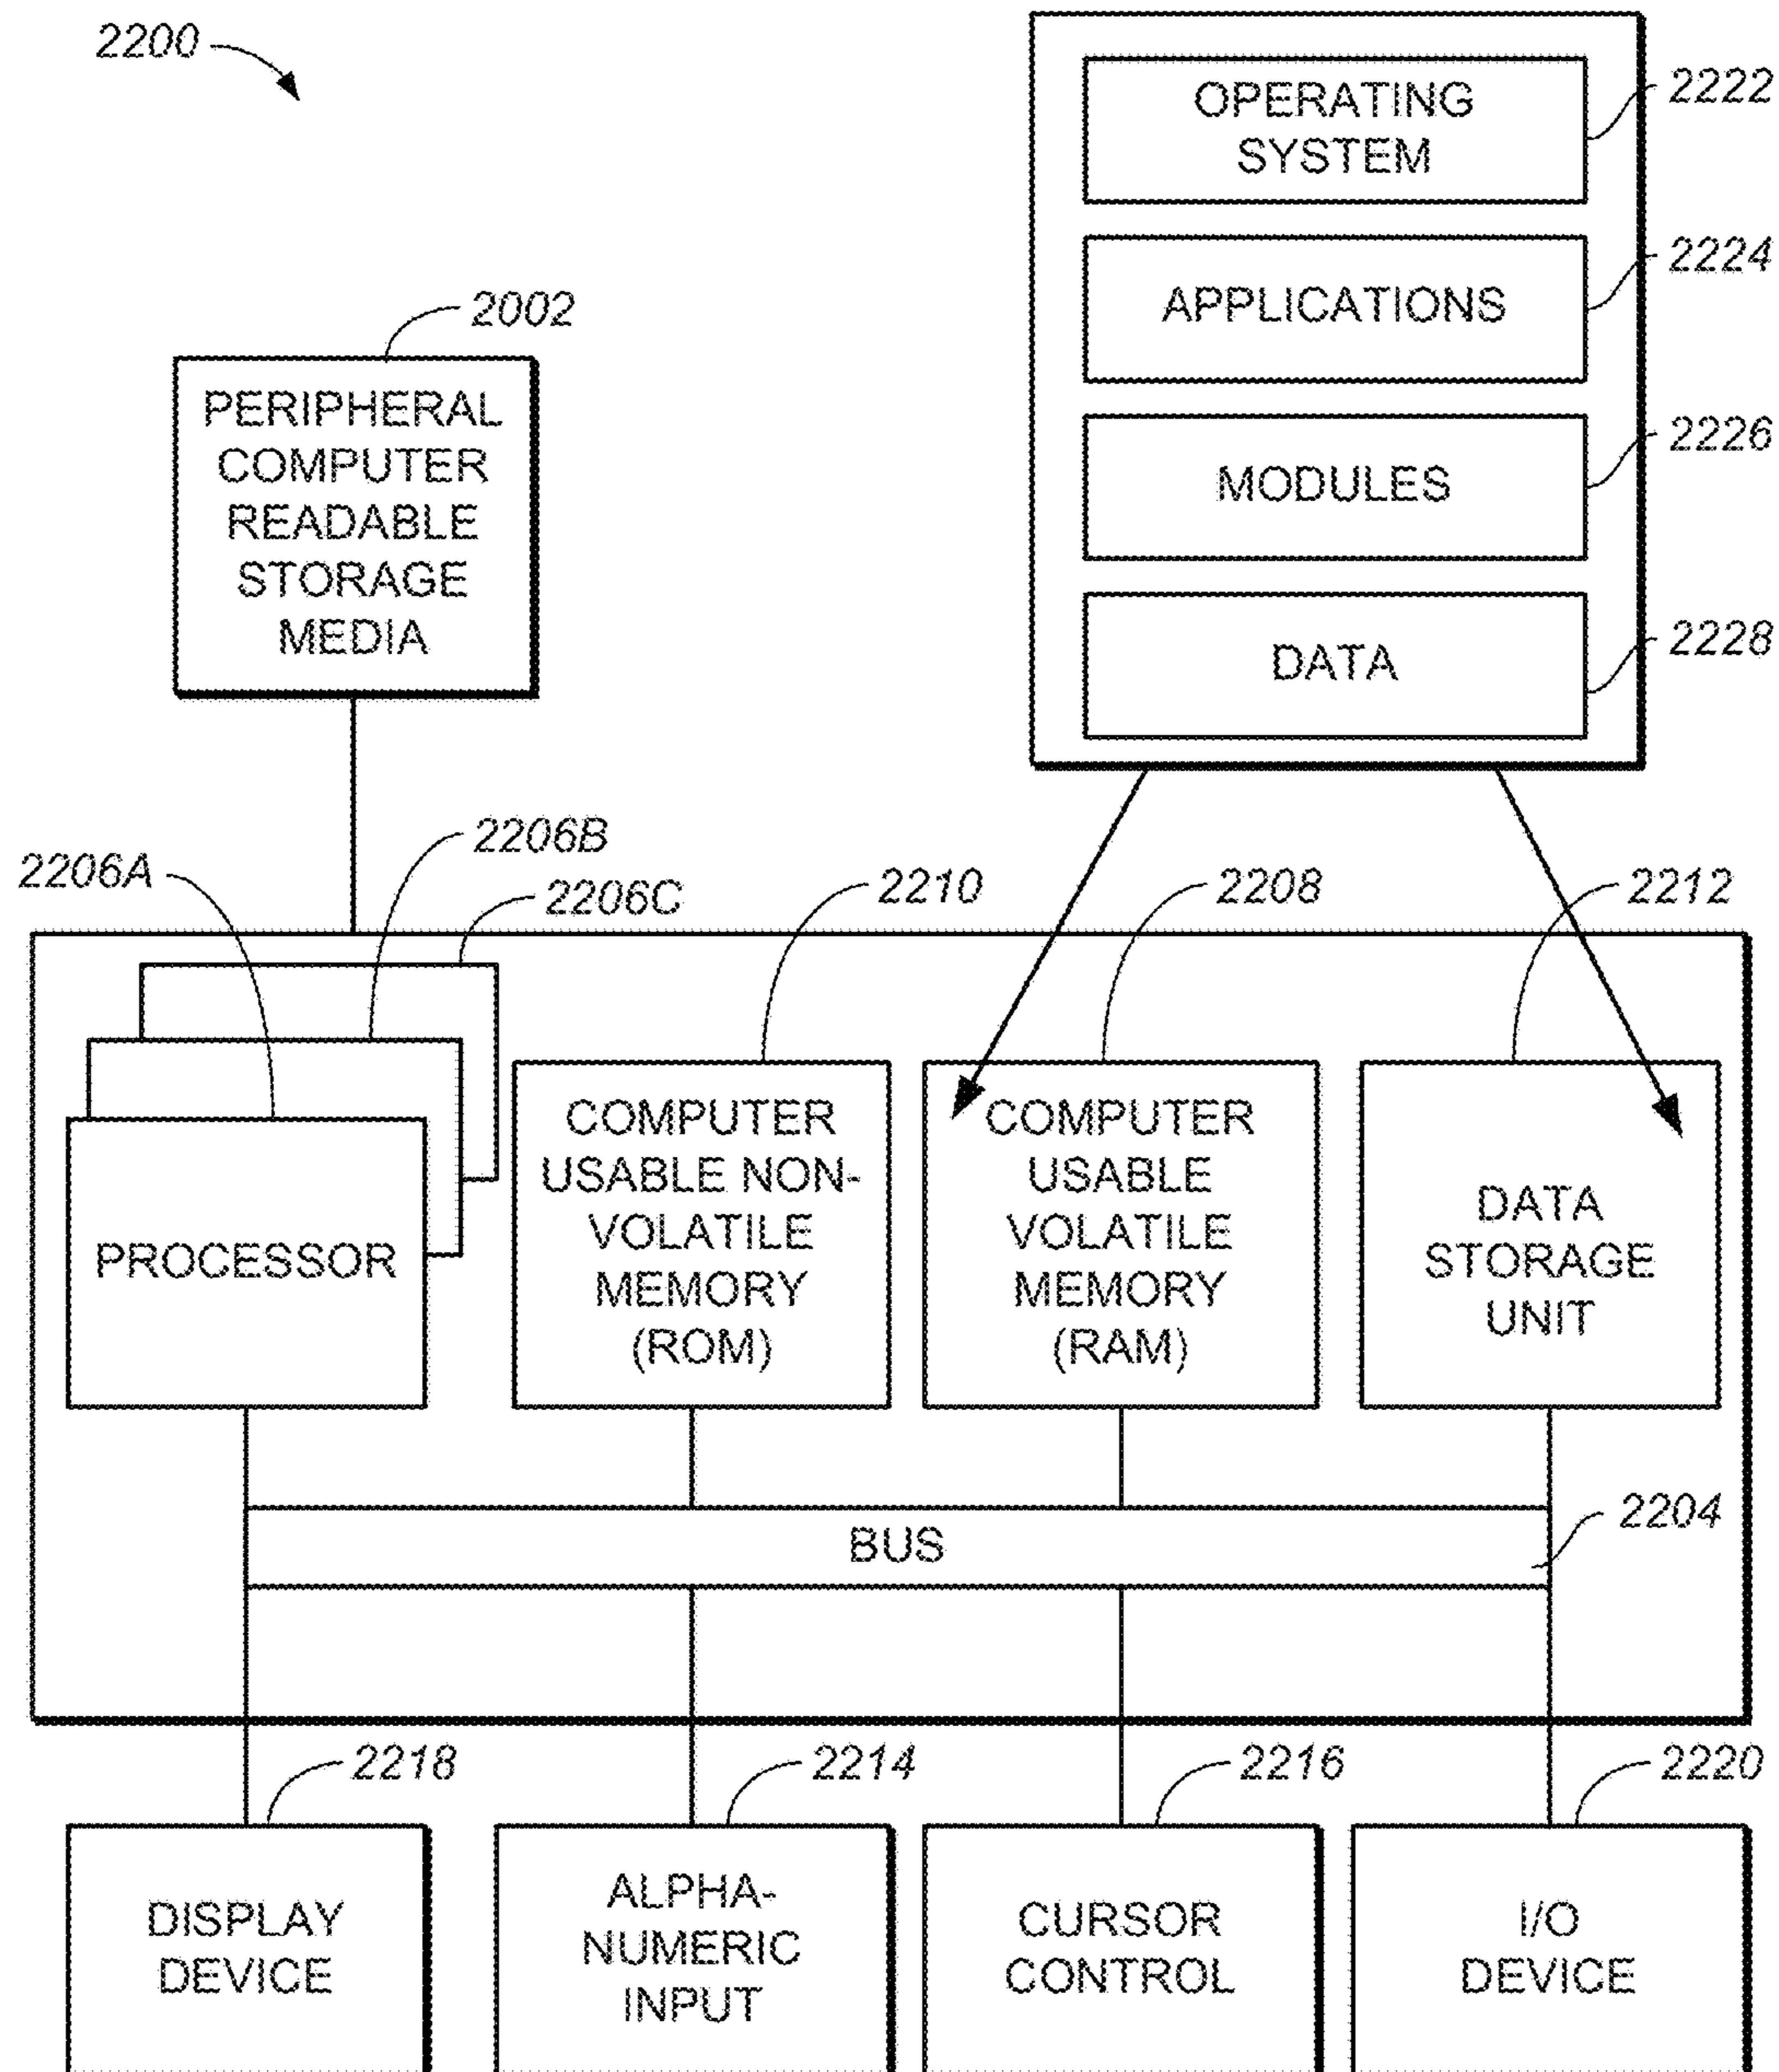 2200
OPERATING
SYSTEM
2222
APPLICATIONS
2224
MODULES
2226
DATA
2228
2002
PERIPHERAL
COMPUTER
READABLE
STORAGE
MEDIA
2206A
2206B
2206C
2210
2208
2212
PROCESSOR
COMPUTER
USABLE NON-
VOLATILE
MEMORY
(ROM)
COMPUTER
USABLE
VOLATILE
MEMORY
(RAM)
DATA
STORAGE
UNIT
BUS
2204
2218
2214
2216
2220
DISPLAY
DEVICE
ALPHA-
NUMERIC
INPUT
CURSOR
CONTROL
I/O
DEVICE